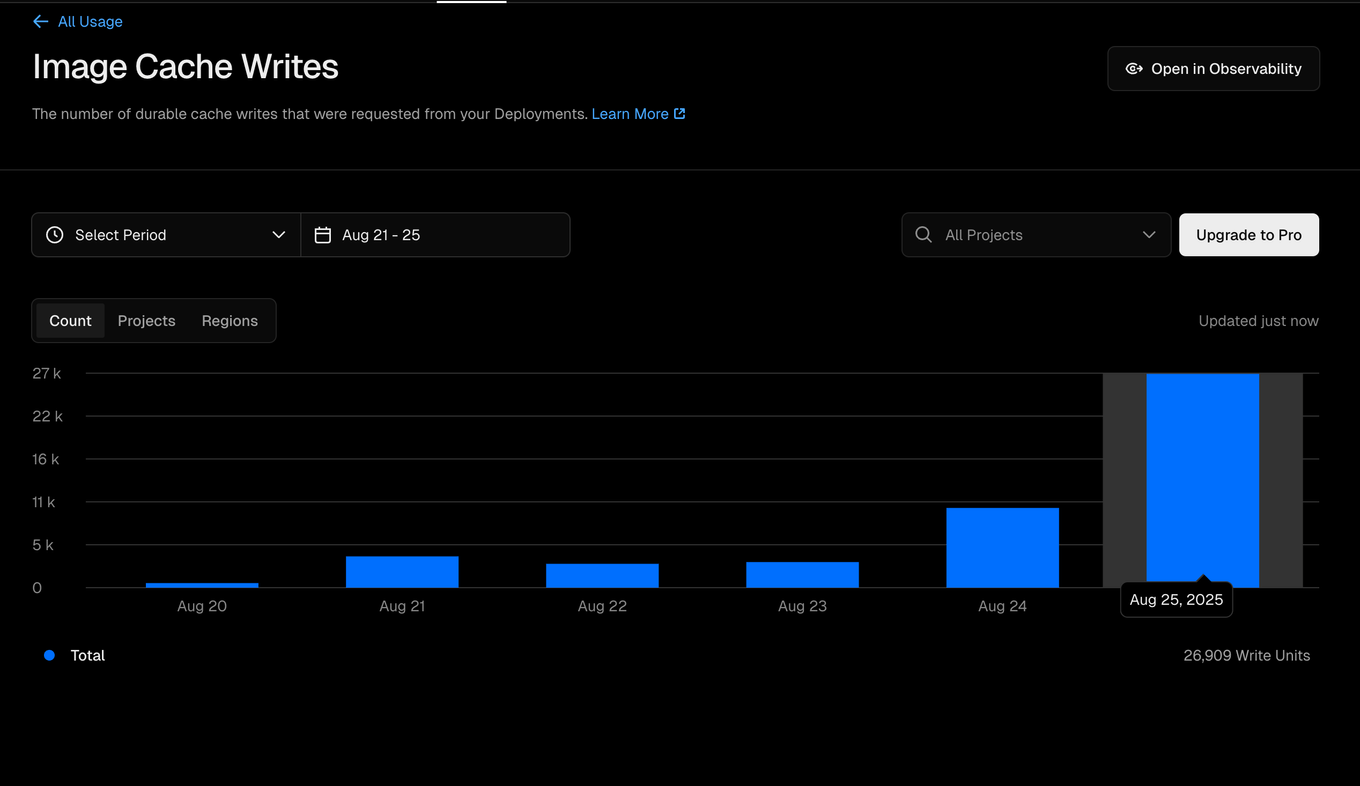 All Usage
Image Cache Writes
Open in Observability
The number of durable cache writes that were requested from your Deployments. Learn More
Select Period
Aug 21 - 25
All Projects
Upgrade to Pro
Count
Projects
Regions
Updated just now
27 k
22 k
16 k
11 k
5 k
0
Aug 20
Aug 21
Aug 22
Aug 23
Aug 24
Aug 25, 2025
Total
26,909 Write Units